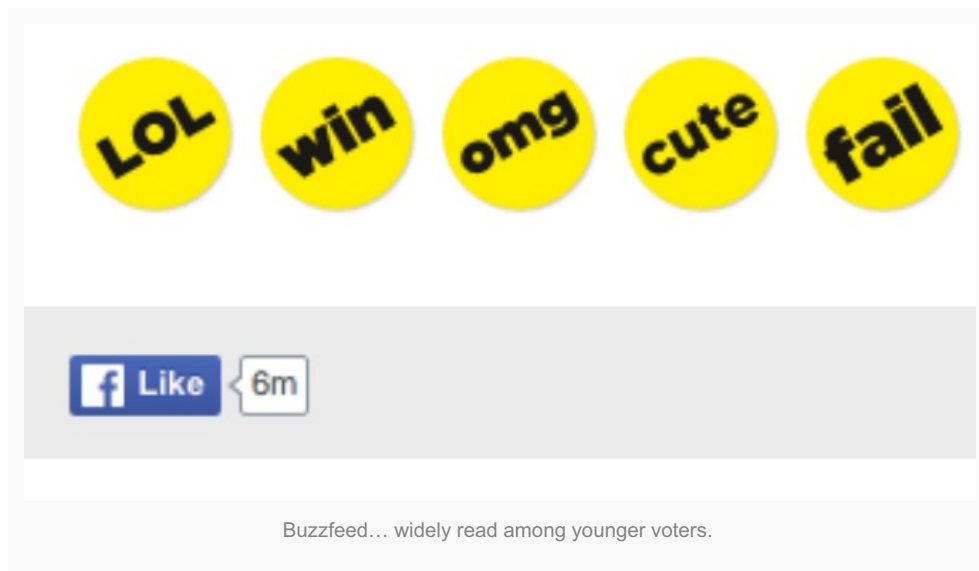 LOL win omg cute fail
f Like 6m
Buzzfeed… widely read among younger voters.